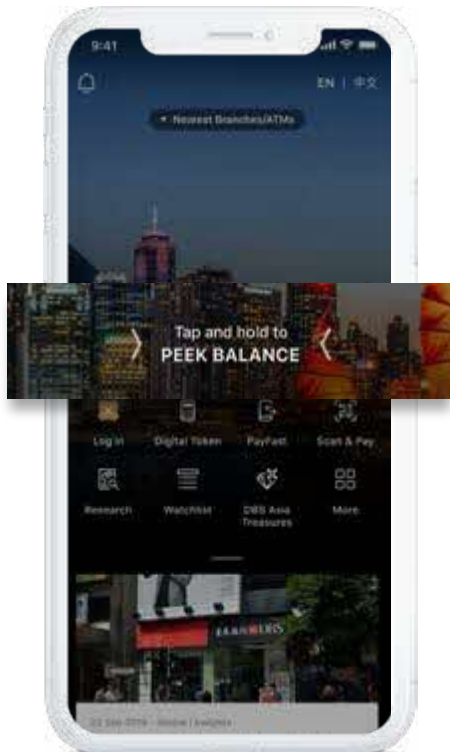 9:41
EN | 中文
Nearest Branches/ATMs
Tap and hold to
PEEK BALANCE
Log in
Digital Token
PayFast
Scan & Pay
Research
Watchlist
DBS Asia
Treasures
More
DBS